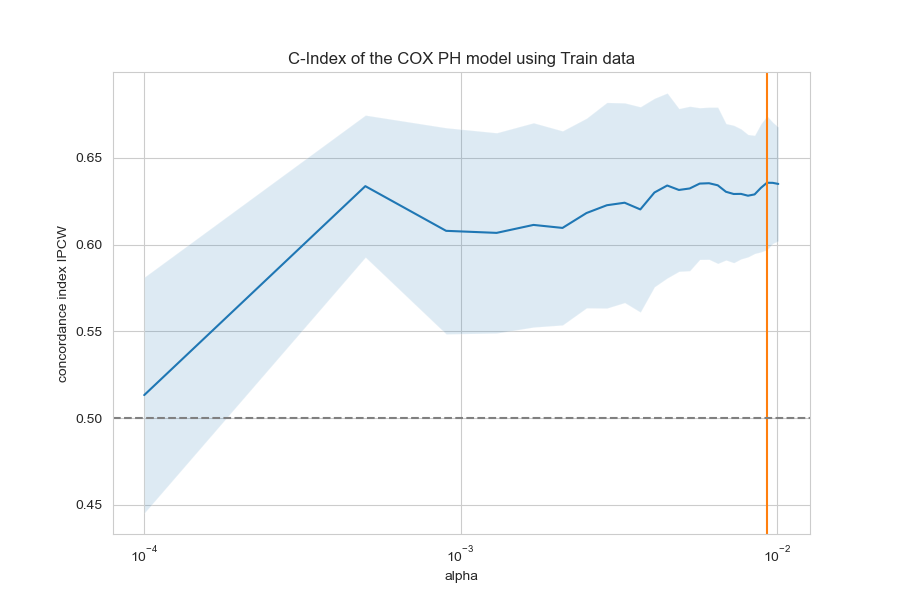 C-Index of the COX PH model using Train data
concordance index IPCW
0.65
0.60
0.55
0.50
0.45
10⁻⁴
10⁻³
10⁻²
alpha